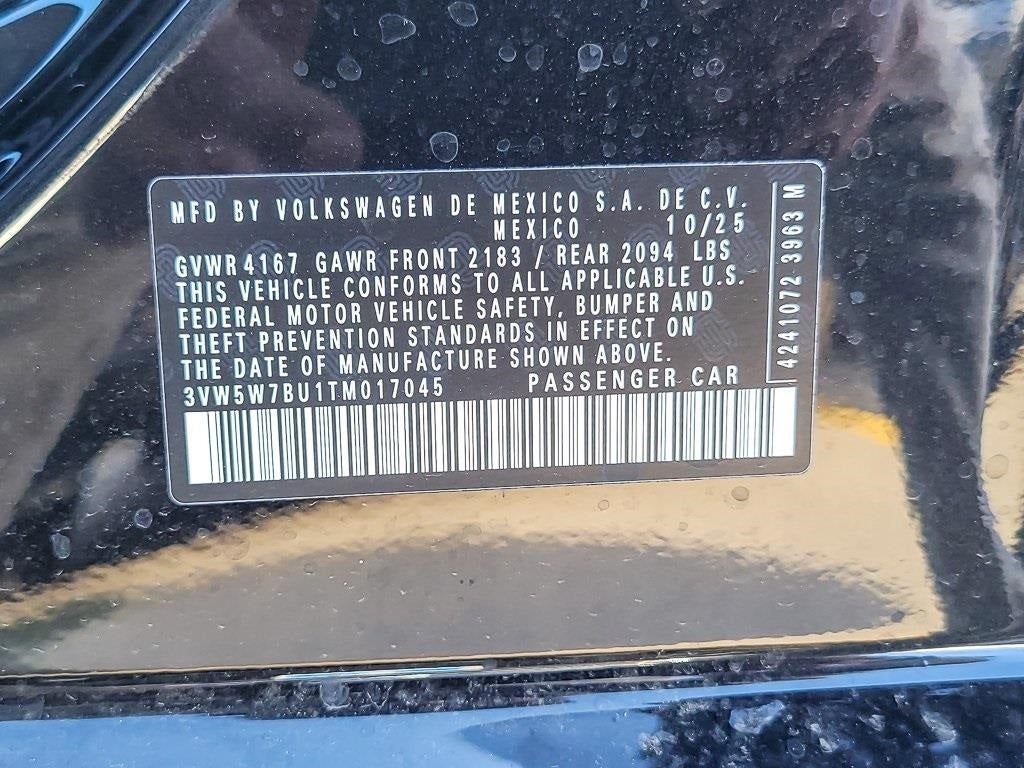 MFD BY VOLKSWAGEN DE MEXICO S.A. DE C.V.
MEXICO 10/25
GVWR 4167 GAWR FRONT 2183 / REAR 2094 LBS
THIS VEHICLE CONFORMS TO ALL APPLICABLE U.S.
FEDERAL MOTOR VEHICLE SAFETY, BUMPER AND
THEFT PREVENTION STANDARDS IN EFFECT ON
THE DATE OF MANUFACTURE SHOWN ABOVE.
3VW5W7BU1TM017045 PASSENGER CAR
4241072 3963 M